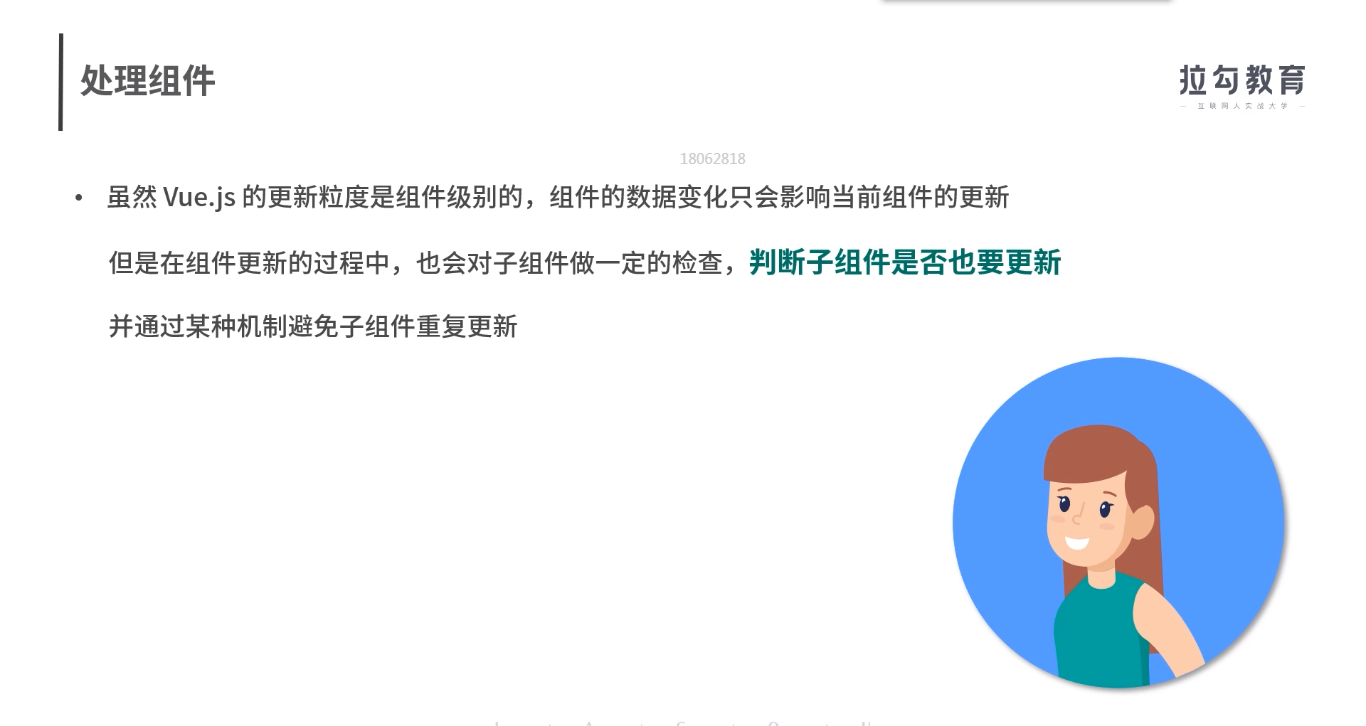 处理组件
拉勾教育
互联网人实战大学
18062818
• 虽然 Vue.js 的更新粒度是组件级别的，组件的数据变化只会影响当前组件的更新
但是在组件更新的过程中，也会对子组件做一定的检查，判断子组件是否也要更新
并通过某种机制避免子组件重复更新